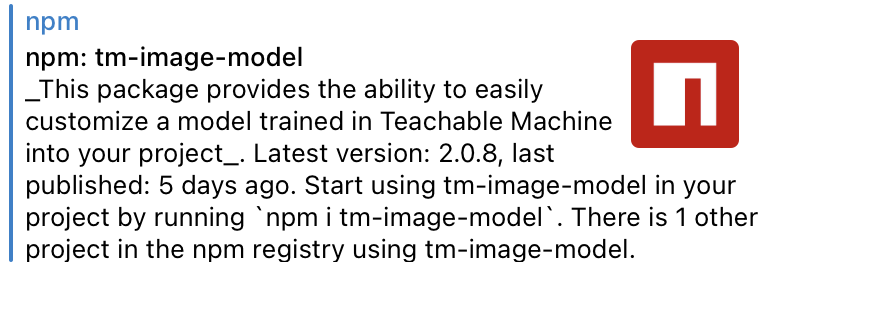 npm
npm: tm-image-model
_This package provides the ability to easily
customize a model trained in Teachable Machine
into your project_. Latest version: 2.0.8, last
published: 5 days ago. Start using tm-image-model in your
project by running `npm i tm-image-model`. There is 1 other
project in the npm registry using tm-image-model.